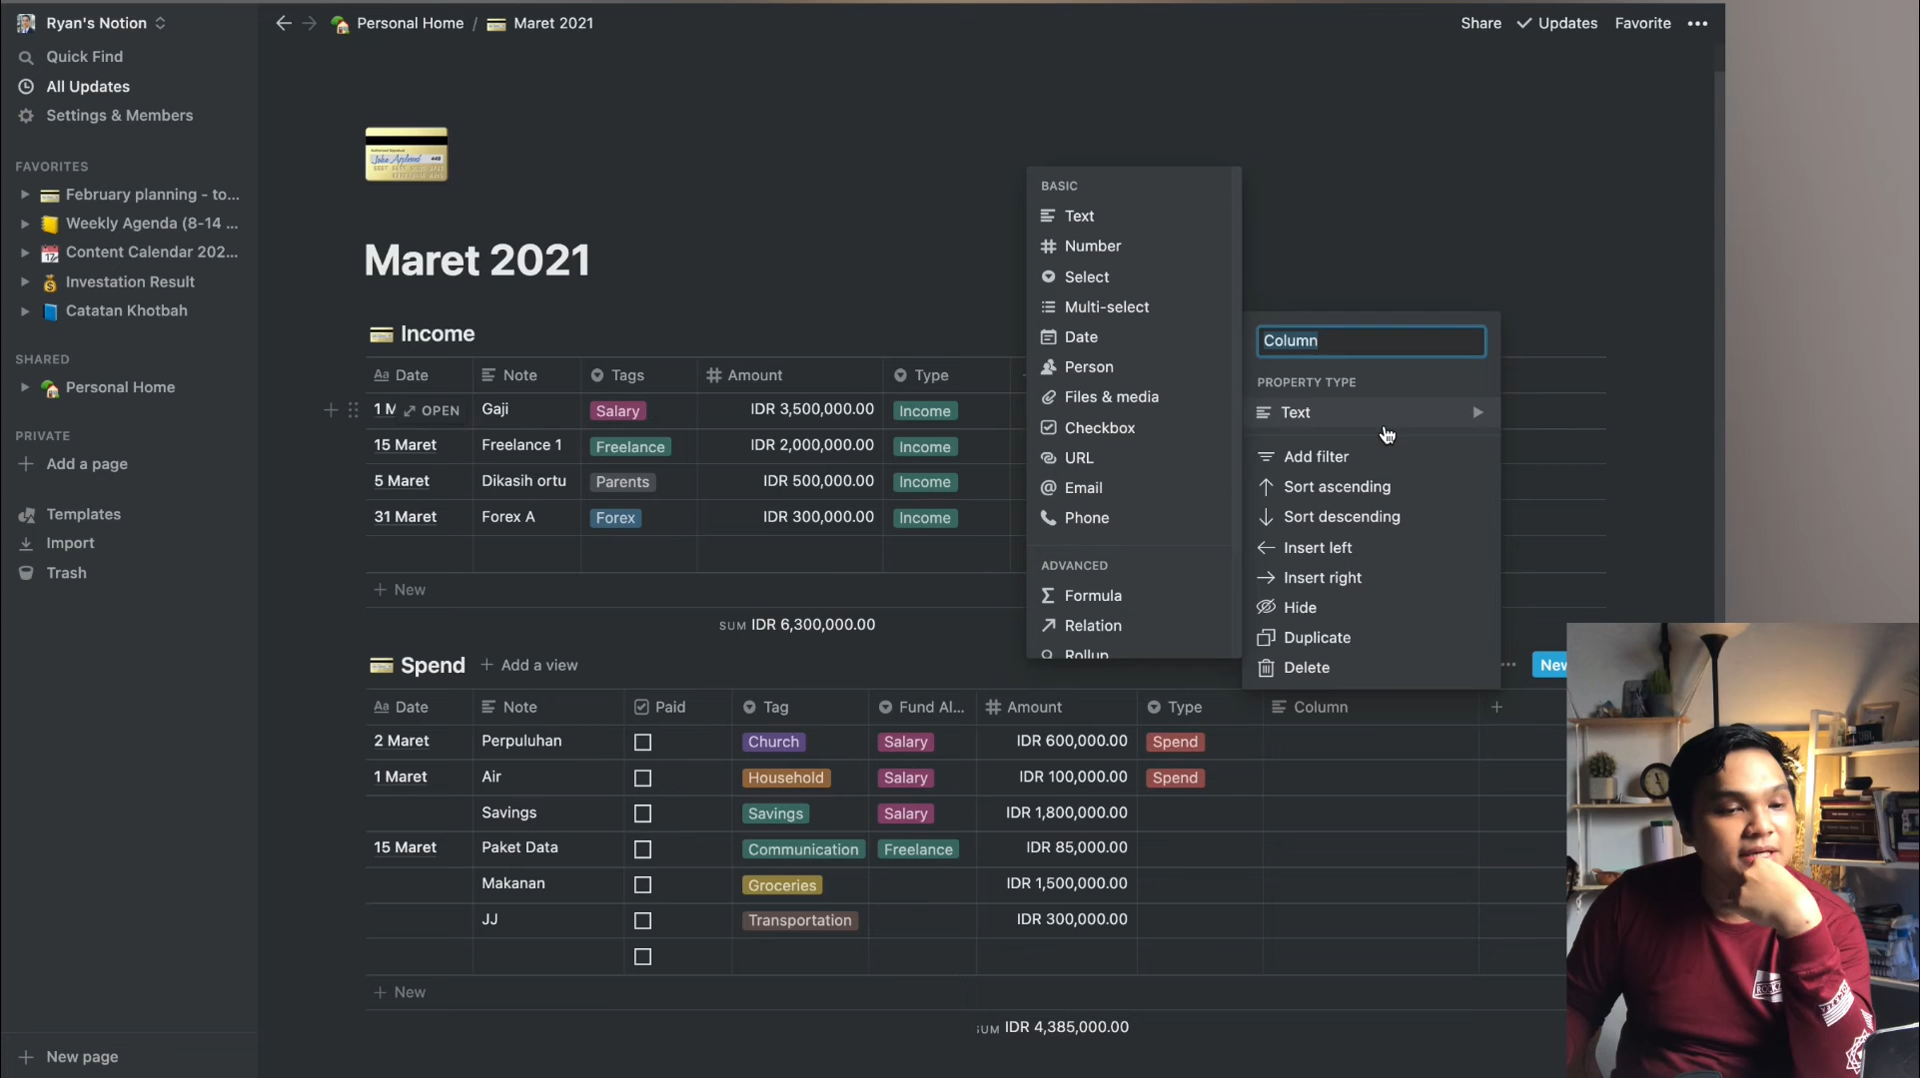 Ryan's Notion
Personal Home / Maret 2021
Share Updates Favorite •••
Quick Find
All Updates
Settings & Members
FAVORITES
February planning - to...
Weekly Agenda (8-14 ...
Content Calendar 202...
Investation Result
Catatan Khotbah
SHARED
Personal Home
PRIVATE
+ Add a page
Templates
Import
Trash
+ New page
Maret 2021
Income
Aa Date Note Tags # Amount Type
1 M OPEN Gaji Salary IDR 3,500,000.00 Income
15 Maret Freelance 1 Freelance IDR 2,000,000.00 Income
5 Maret Dikasih ortu Parents IDR 500,000.00 Income
31 Maret Forex A Forex IDR 300,000.00 Income
+ New
SUM IDR 6,300,000.00
BASIC
Text
Number
Select
Multi-select
Date
Person
Files & media
Checkbox
URL
Email
Phone
ADVANCED
Formula
Relation
Rollup
Column
PROPERTY TYPE
Text
Add filter
Sort ascending
Sort descending
Insert left
Insert right
Hide
Duplicate
Delete
Spend + Add a view ••• New
Aa Date Note Paid Tag Fund Al... # Amount Type Column +
2 Maret Perpuluhan Church Salary IDR 600,000.00 Spend
1 Maret Air Household Salary IDR 100,000.00 Spend
Savings Savings Salary IDR 1,800,000.00
15 Maret Paket Data Communication Freelance IDR 85,000.00
Makanan Groceries IDR 1,500,000.00
JJ Transportation IDR 300,000.00
+ New
SUM IDR 4,385,000.00